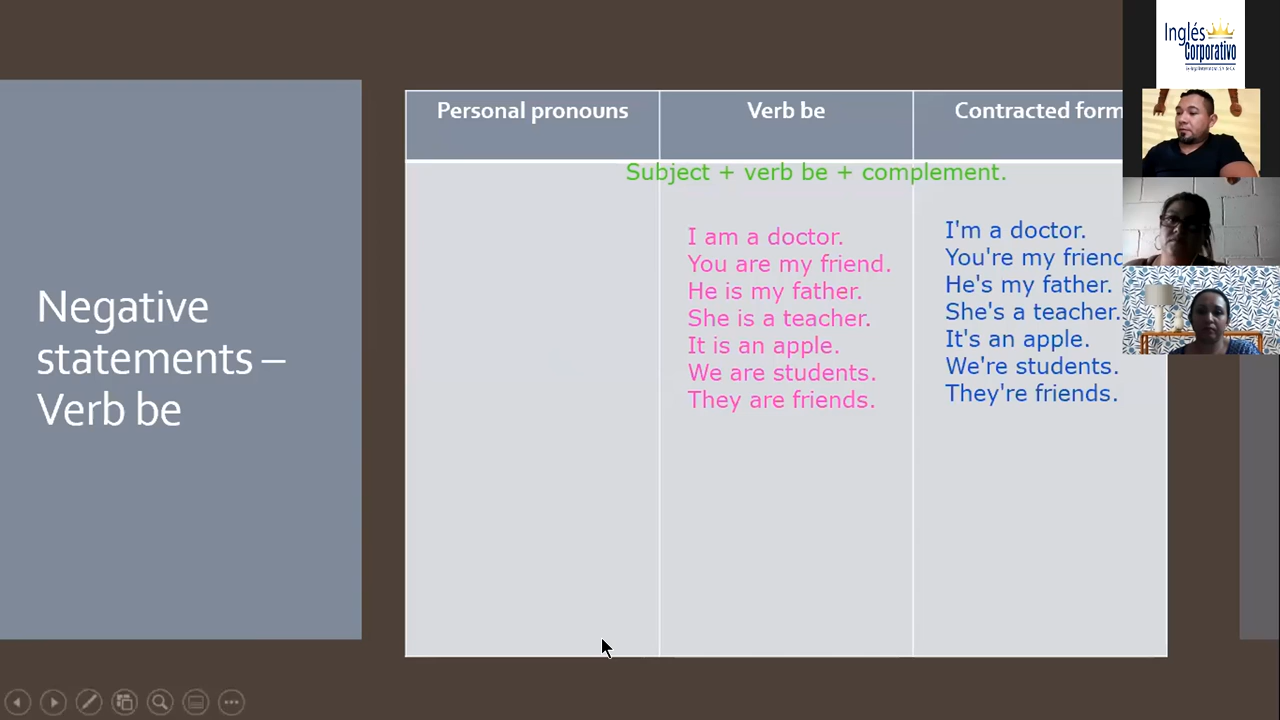 Inglés
Corporativo
Negative
statements –
Verb be
Personal pronouns
Verb be
Contracted form
Subject + verb be + complement.
I am a doctor.
You are my friend.
He is my father.
She is a teacher.
It is an apple.
We are students.
They are friends.
I'm a doctor.
You're my friend
He's my father.
She's a teacher.
It's an apple.
We're students.
They're friends.